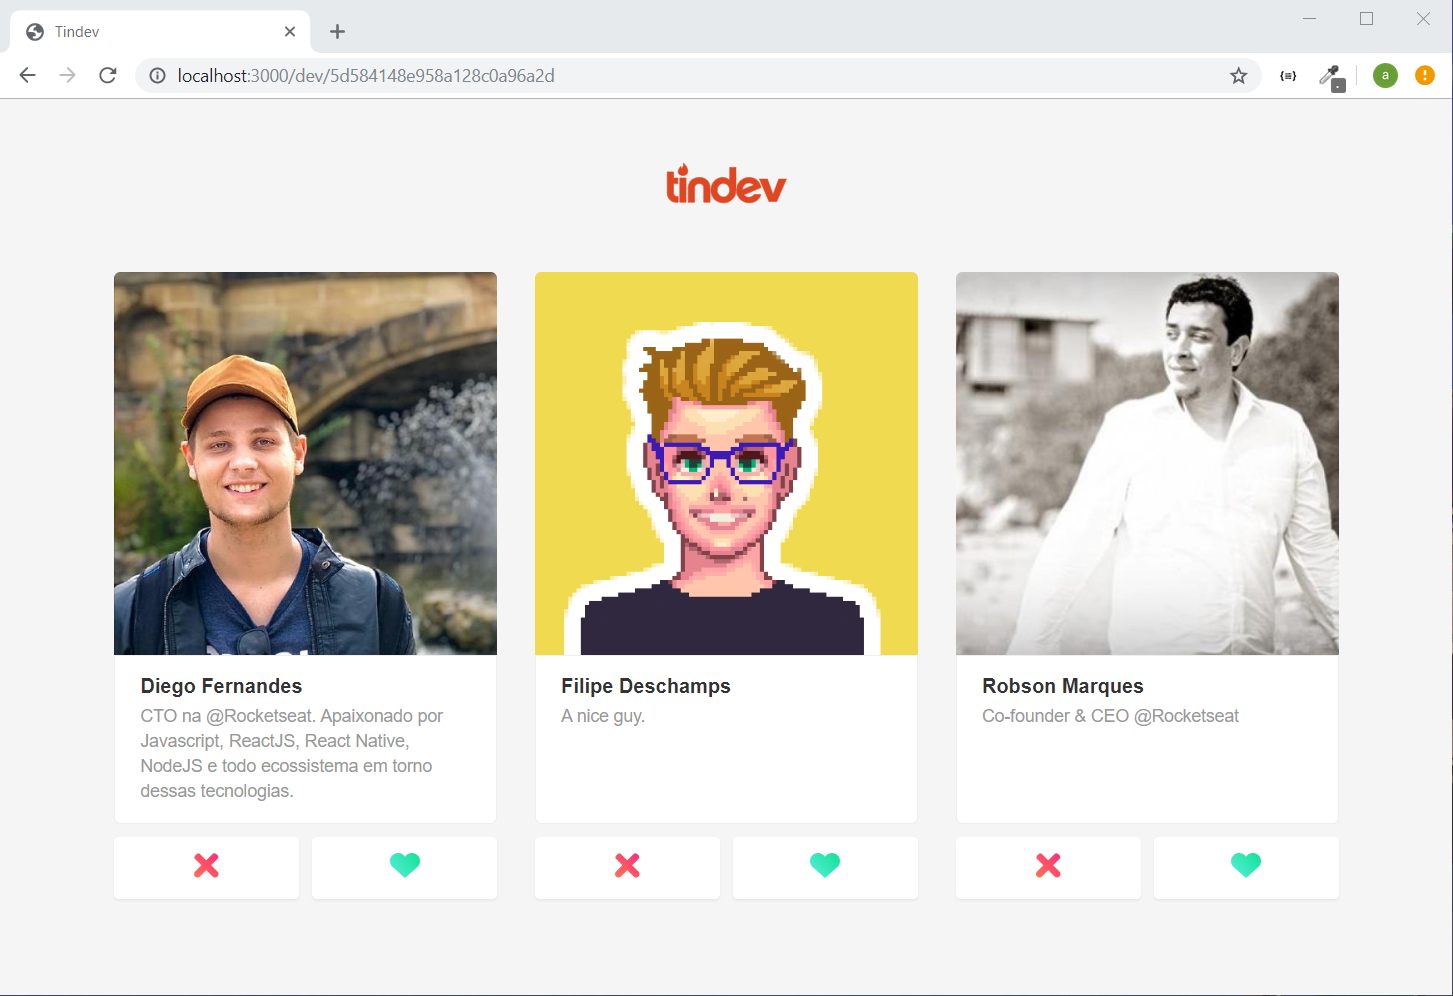 Tindev
localhost:3000/dev/5d584148e958a128c0a96a2d
a
tindev
Diego Fernandes
CTO na @Rocketseat. Apaixonado por
Javascript, ReactJS, React Native,
NodeJS e todo ecossistema em torno
dessas tecnologias.
Filipe Deschamps
A nice guy.
Robson Marques
Co-founder & CEO @Rocketseat